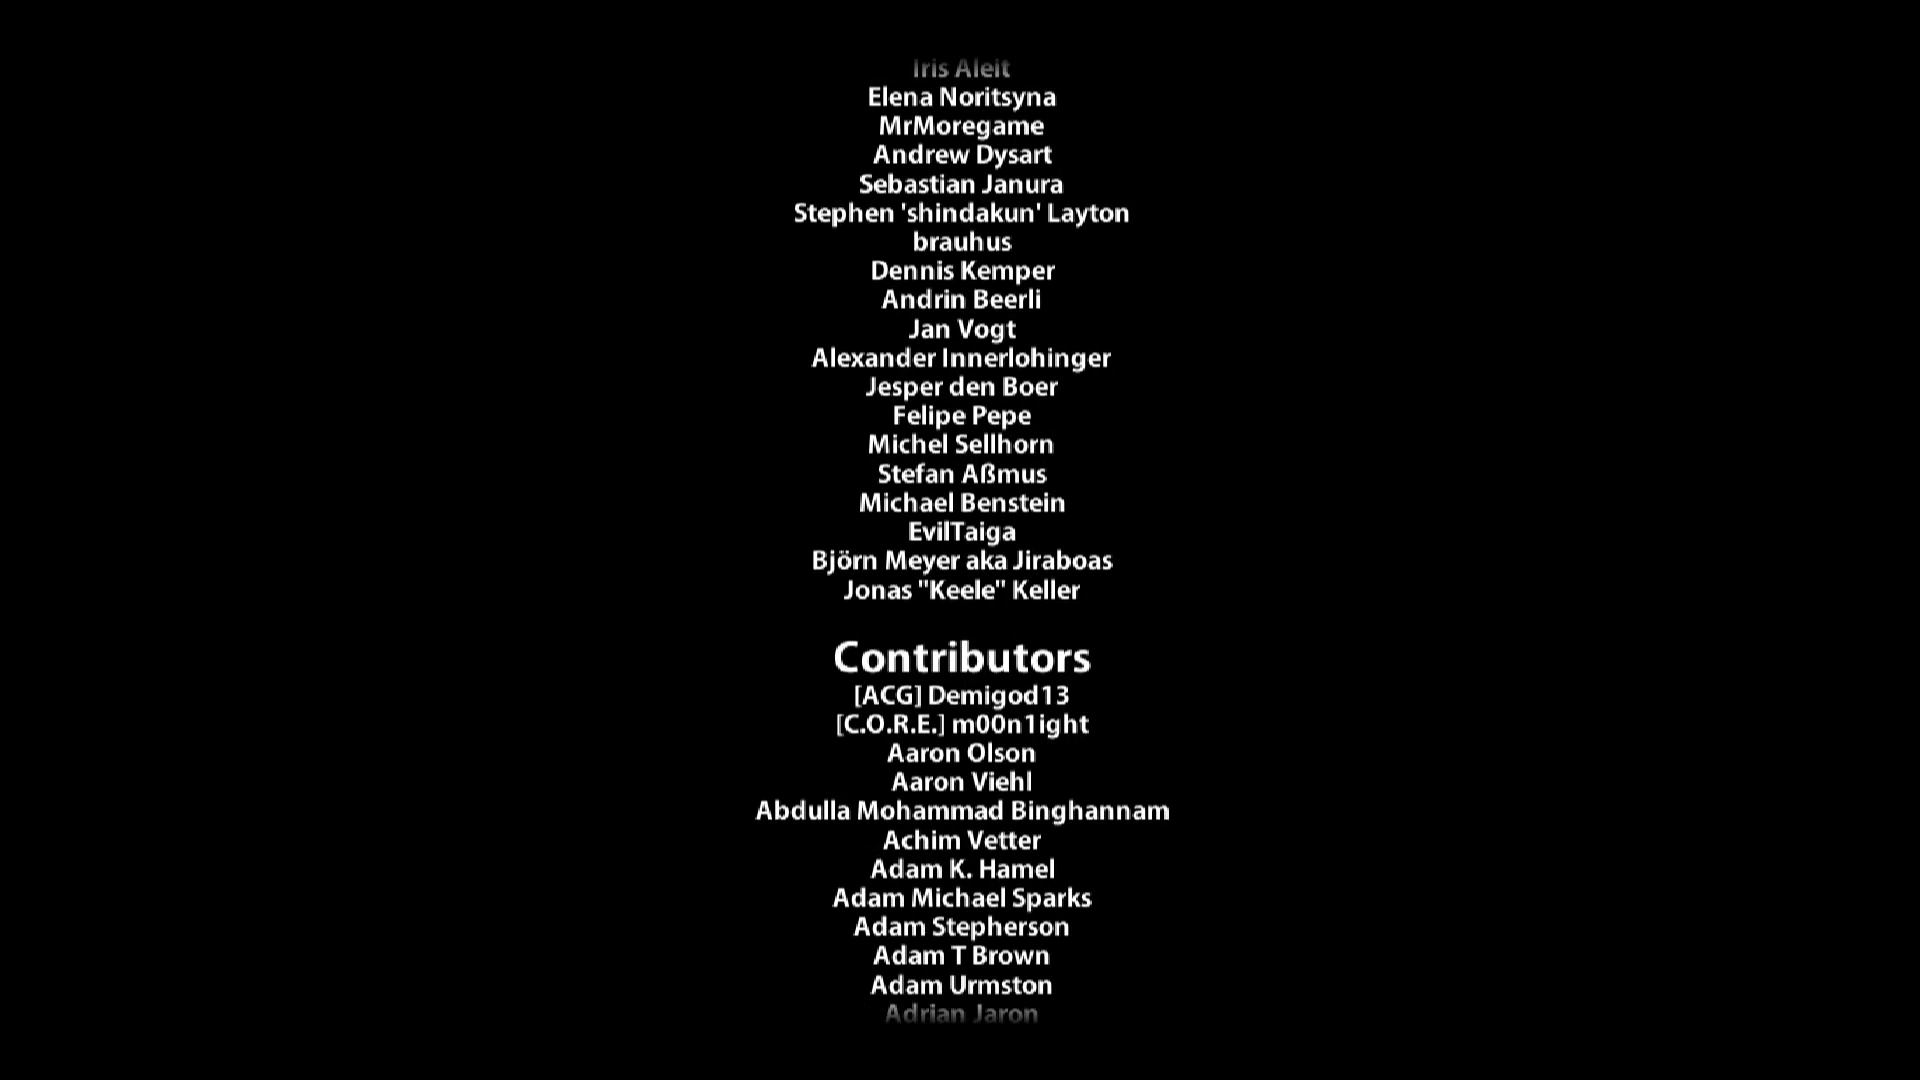 Iris Aleit
Elena Noritsyna
MrMoregame
Andrew Dysart
Sebastian Janura
Stephen 'shindakun' Layton
brauhus
Dennis Kemper
Andrin Beerli
Jan Vogt
Alexander Innerlohinger
Jesper den Boer
Felipe Pepe
Michel Sellhorn
Stefan Aßmus
Michael Benstein
EvilTaiga
Björn Meyer aka Jiraboas
Jonas "Keele" Keller
Contributors
[ACG] Demigod13
[C.O.R.E.] m00n1ight
Aaron Olson
Aaron Viehl
Abdulla Mohammad Binghannam
Achim Vetter
Adam K. Hamel
Adam Michael Sparks
Adam Stepherson
Adam T Brown
Adam Urmston
Adrian Jaron